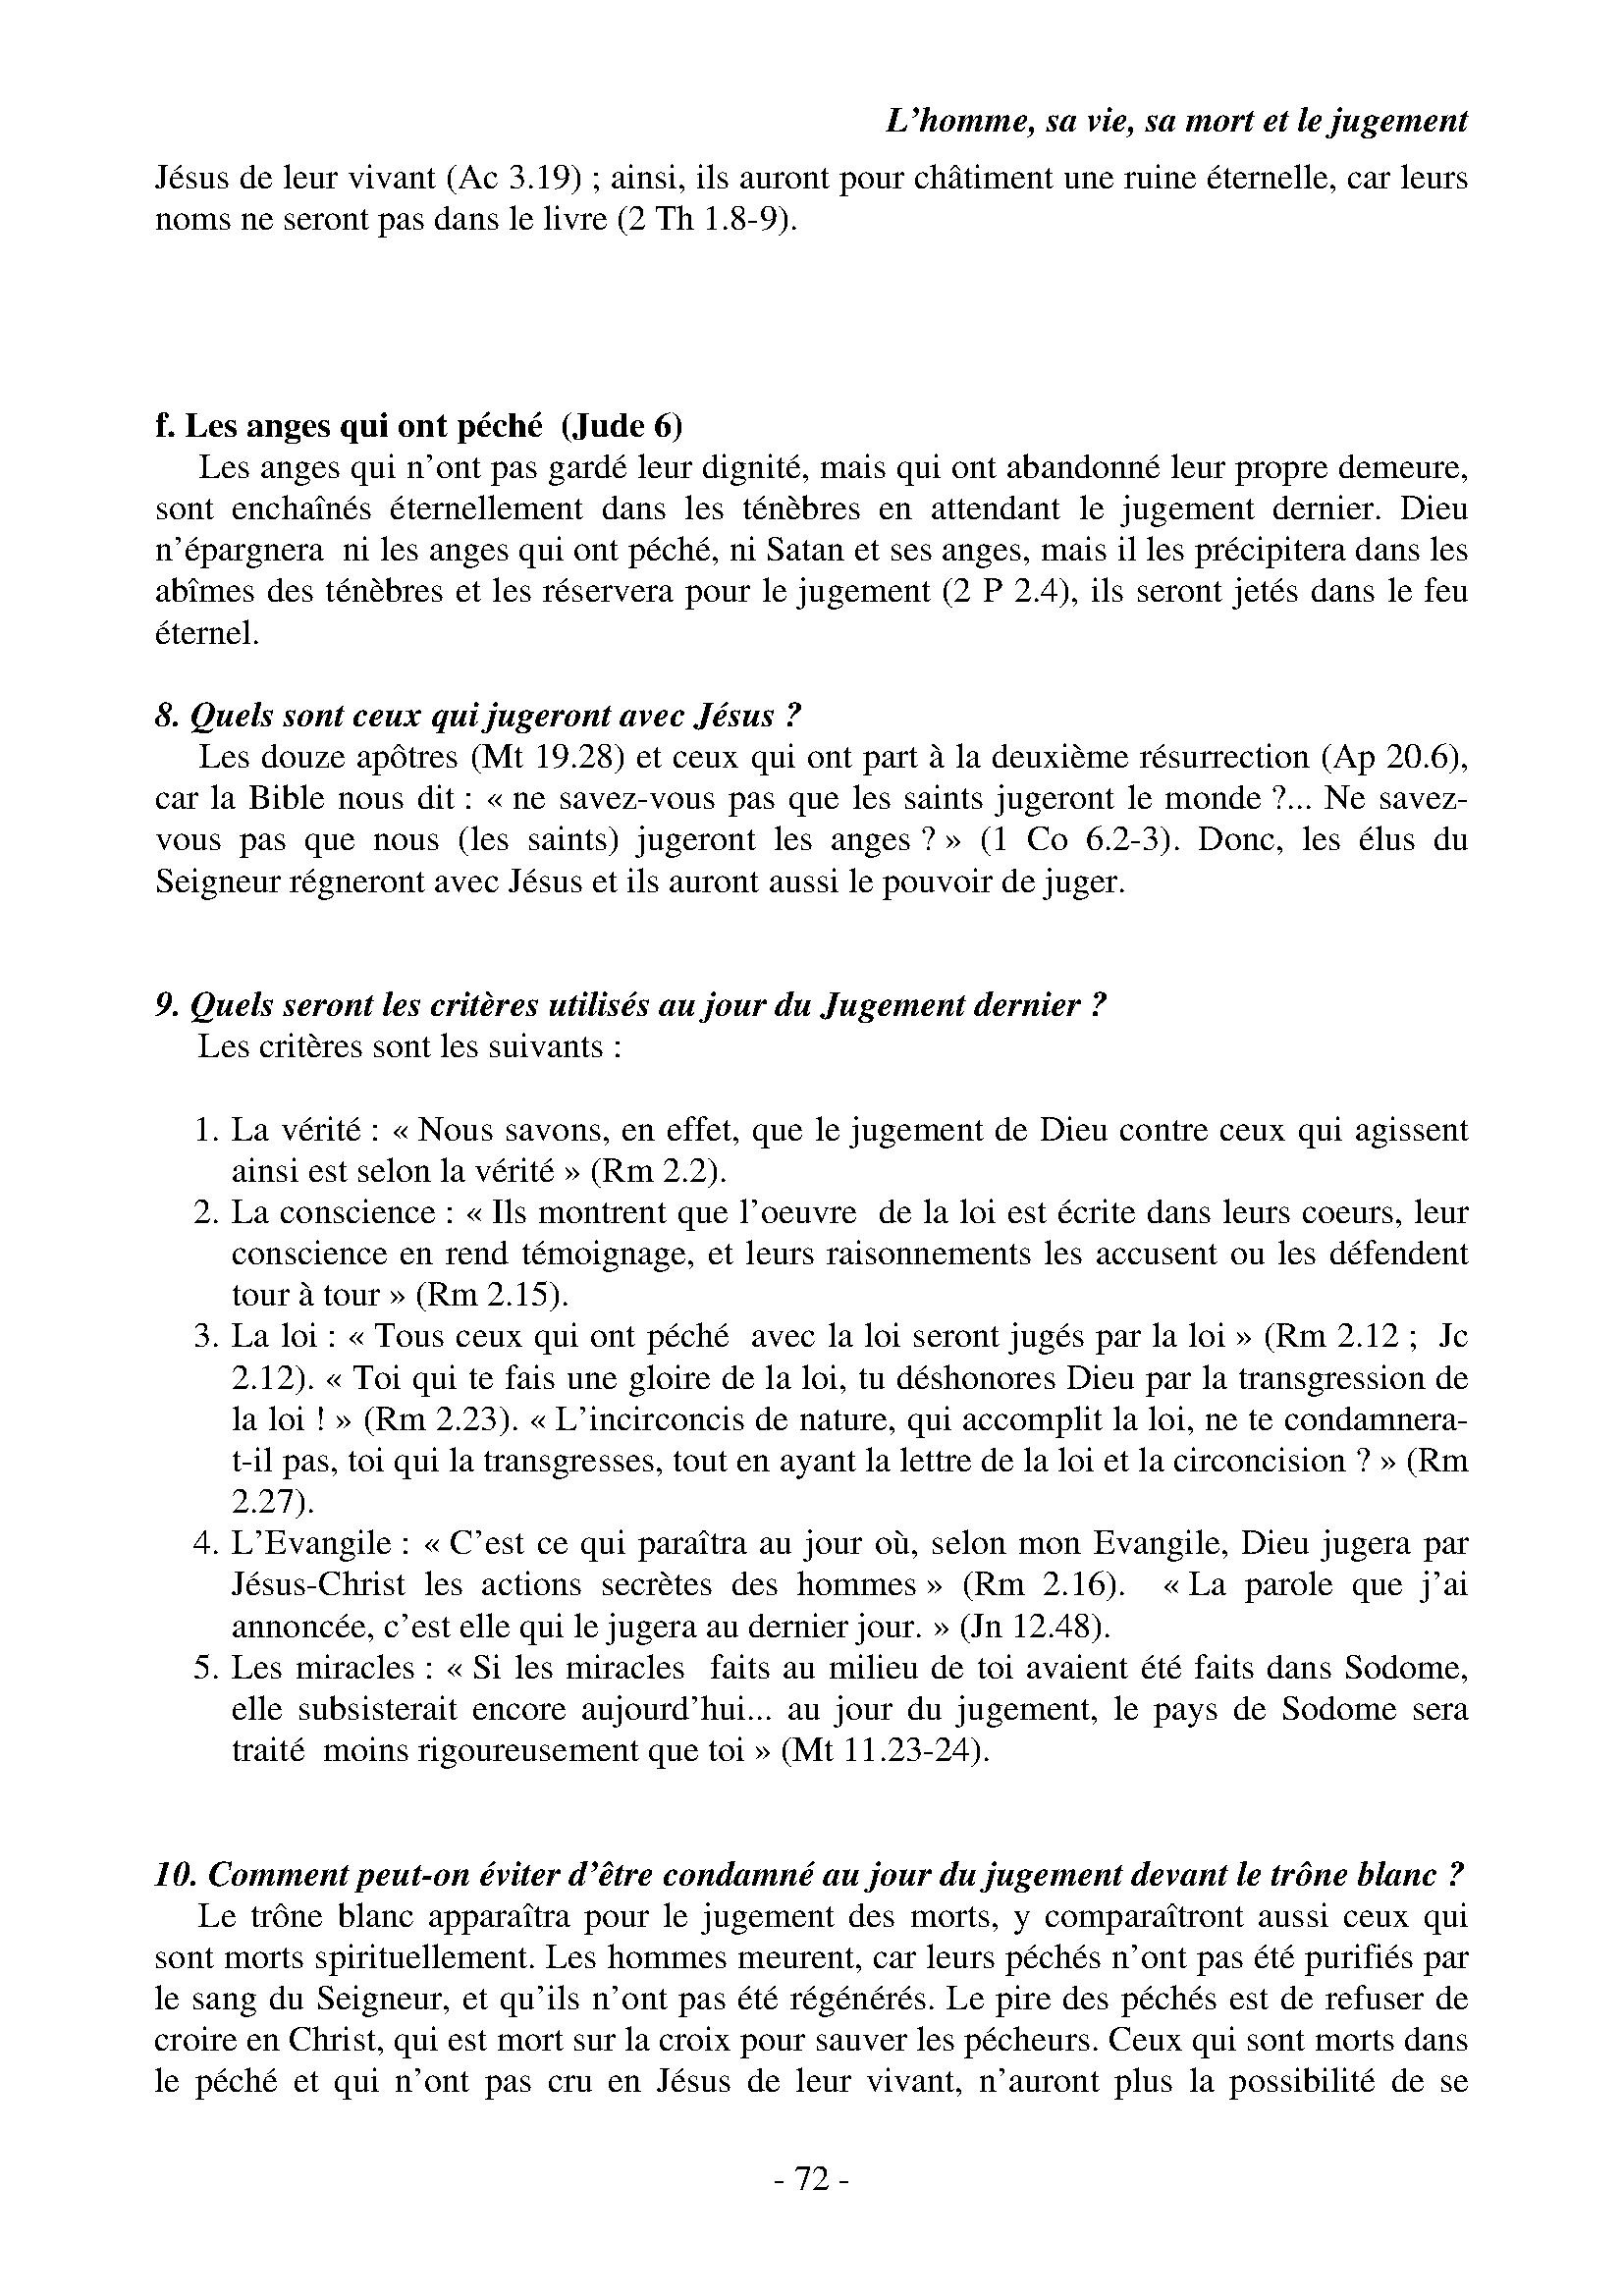 L’homme, sa vie, sa mort et le jugement
Jésus de leur vivant (Ac 3.19) ; ainsi, ils auront pour châtiment une ruine éternelle, car leurs
noms ne seront pas dans le livre (2 Th 1.8-9).
f. Les anges qui ont péché  (Jude 6)
Les anges qui n’ont pas gardé leur dignité, mais qui ont abandonné leur propre demeure,
sont enchaînés éternellement dans les ténèbres en attendant le jugement dernier. Dieu
n’épargnera  ni les anges qui ont péché, ni Satan et ses anges, mais il les précipitera dans les
abîmes des ténèbres et les réservera pour le jugement (2 P 2.4), ils seront jetés dans le feu
éternel.
8. Quels sont ceux qui jugeront avec Jésus ?
Les douze apôtres (Mt 19.28) et ceux qui ont part à la deuxième résurrection (Ap 20.6),
car la Bible nous dit : « ne savez-vous pas que les saints jugeront le monde ?... Ne savez-
vous pas que nous (les saints) jugeront les anges ? » (1 Co 6.2-3). Donc, les élus du
Seigneur régneront avec Jésus et ils auront aussi le pouvoir de juger.
9. Quels seront les critères utilisés au jour du Jugement dernier ?
Les critères sont les suivants :
1. La vérité : « Nous savons, en effet, que le jugement de Dieu contre ceux qui agissent
ainsi est selon la vérité » (Rm 2.2).
2. La conscience : « Ils montrent que l’oeuvre  de la loi est écrite dans leurs coeurs, leur
conscience en rend témoignage, et leurs raisonnements les accusent ou les défendent
tour à tour » (Rm 2.15).
3. La loi : « Tous ceux qui ont péché  avec la loi seront jugés par la loi » (Rm 2.12 ;  Jc
2.12). « Toi qui te fais une gloire de la loi, tu déshonores Dieu par la transgression de
la loi ! » (Rm 2.23). « L’incirconcis de nature, qui accomplit la loi, ne te condamnera-
t-il pas, toi qui la transgresses, tout en ayant la lettre de la loi et la circoncision ? » (Rm
2.27).
4. L’Evangile : « C’est ce qui paraîtra au jour où, selon mon Evangile, Dieu jugera par
Jésus-Christ les actions secrètes des hommes » (Rm 2.16).  « La parole que j’ai
annoncée, c’est elle qui le jugera au dernier jour. » (Jn 12.48).
5. Les miracles : « Si les miracles  faits au milieu de toi avaient été faits dans Sodome,
elle subsisterait encore aujourd’hui... au jour du jugement, le pays de Sodome sera
traité  moins rigoureusement que toi » (Mt 11.23-24).
10. Comment peut-on éviter d’être condamné au jour du jugement devant le trône blanc ?
Le trône blanc apparaîtra pour le jugement des morts, y comparaîtront aussi ceux qui
sont morts spirituellement. Les hommes meurent, car leurs péchés n’ont pas été purifiés par
le sang du Seigneur, et qu’ils n’ont pas été régénérés. Le pire des péchés est de refuser de
croire en Christ, qui est mort sur la croix pour sauver les pécheurs. Ceux qui sont morts dans
le péché et qui n’ont pas cru en Jésus de leur vivant, n’auront plus la possibilité de se
- 72 -